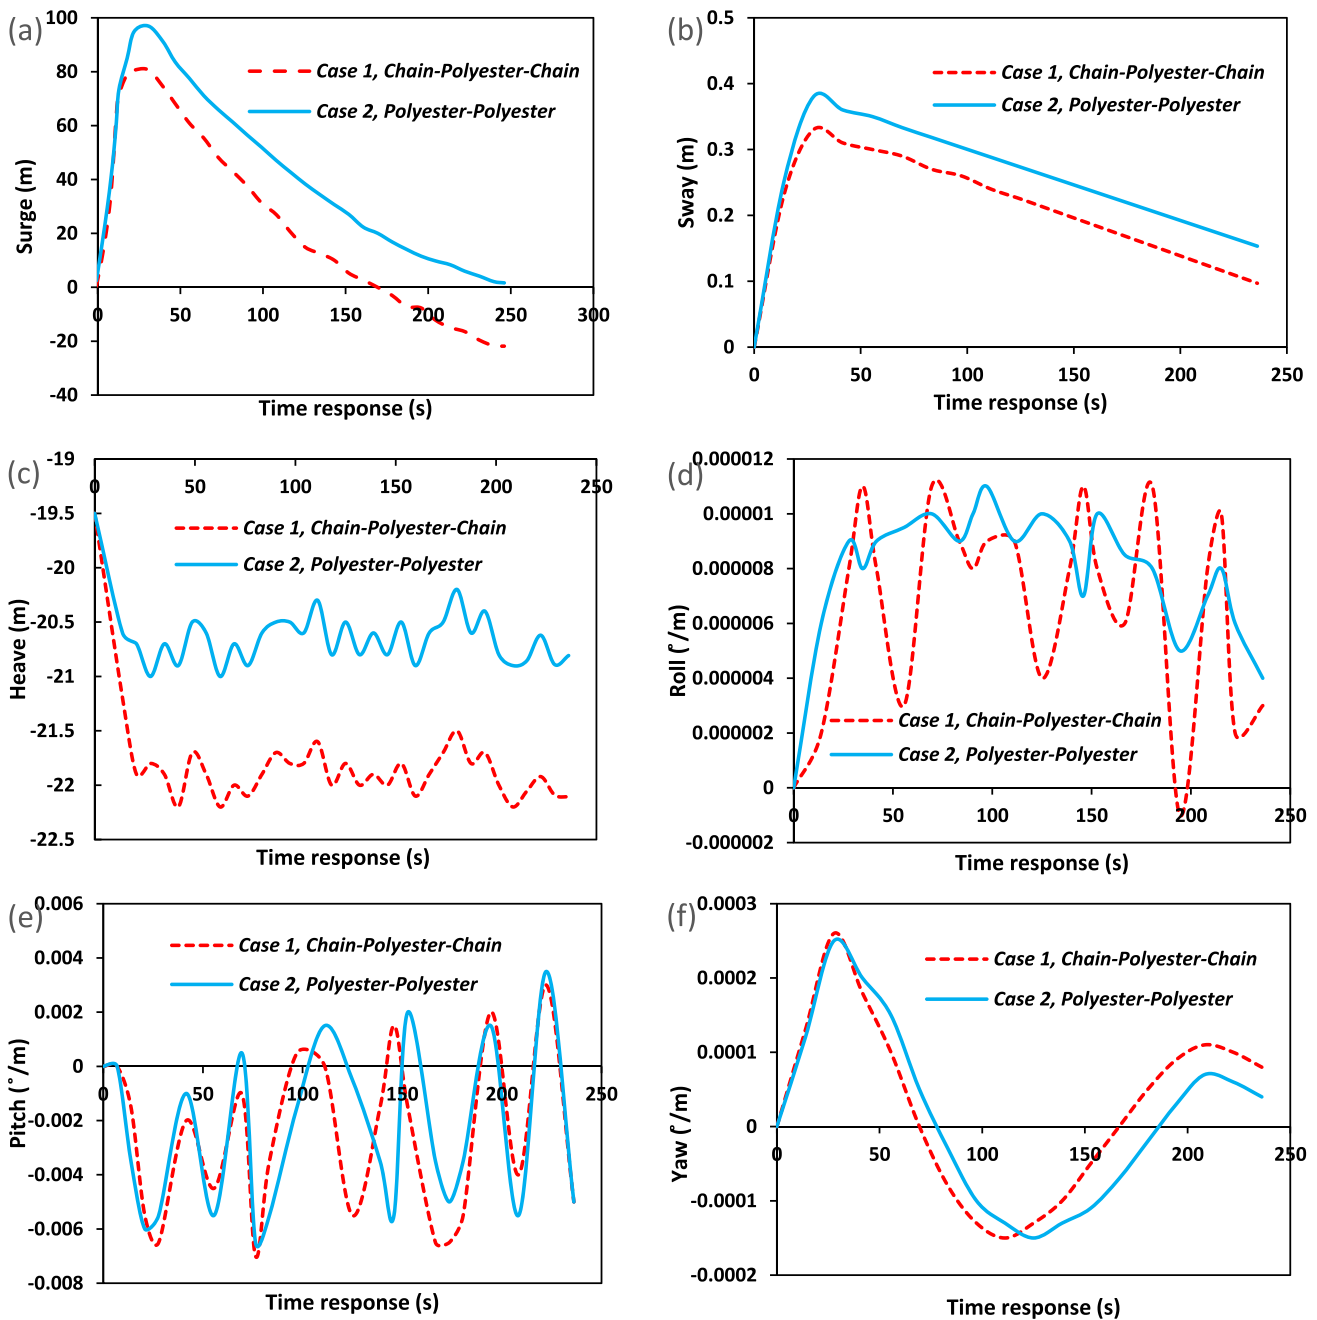 (a)
100
80
60
40
20
0
-20
-40
0 50 100 150 200 250 300
Surge (m)
Time response (s)
Case 1, Chain-Polyester-Chain
Case 2, Polyester-Polyester
(b)
0.5
0.4
0.3
0.2
0.1
0
0 50 100 150 200 250
Sway (m)
Time response (s)
Case 1, Chain-Polyester-Chain
Case 2, Polyester-Polyester
(c)
-19
-19.5
-20
-20.5
-21
-21.5
-22
-22.5
0 50 100 150 200 250
Heave (m)
Time response (s)
Case 1, Chain-Polyester-Chain
Case 2, Polyester-Polyester
(d)
0.000012
0.00001
0.000008
0.000006
0.000004
0.000002
0
-0.000002
0 50 100 150 200 250
Roll (˚/m)
Time response (s)
Case 1, Chain-Polyester-Chain
Case 2, Polyester-Polyester
(e)
0.006
0.004
0.002
0
-0.002
-0.004
-0.006
-0.008
0 50 100 150 200 250
Pitch (˚/m)
Time response (s)
Case 1, Chain-Polyester-Chain
Case 2, Polyester-Polyester
(f)
0.0003
0.0002
0.0001
0
-0.0001
-0.0002
0 50 100 150 200 250
Yaw (˚/m)
Time response (s)
Case 1, Chain-Polyester-Chain
Case 2, Polyester-Polyester